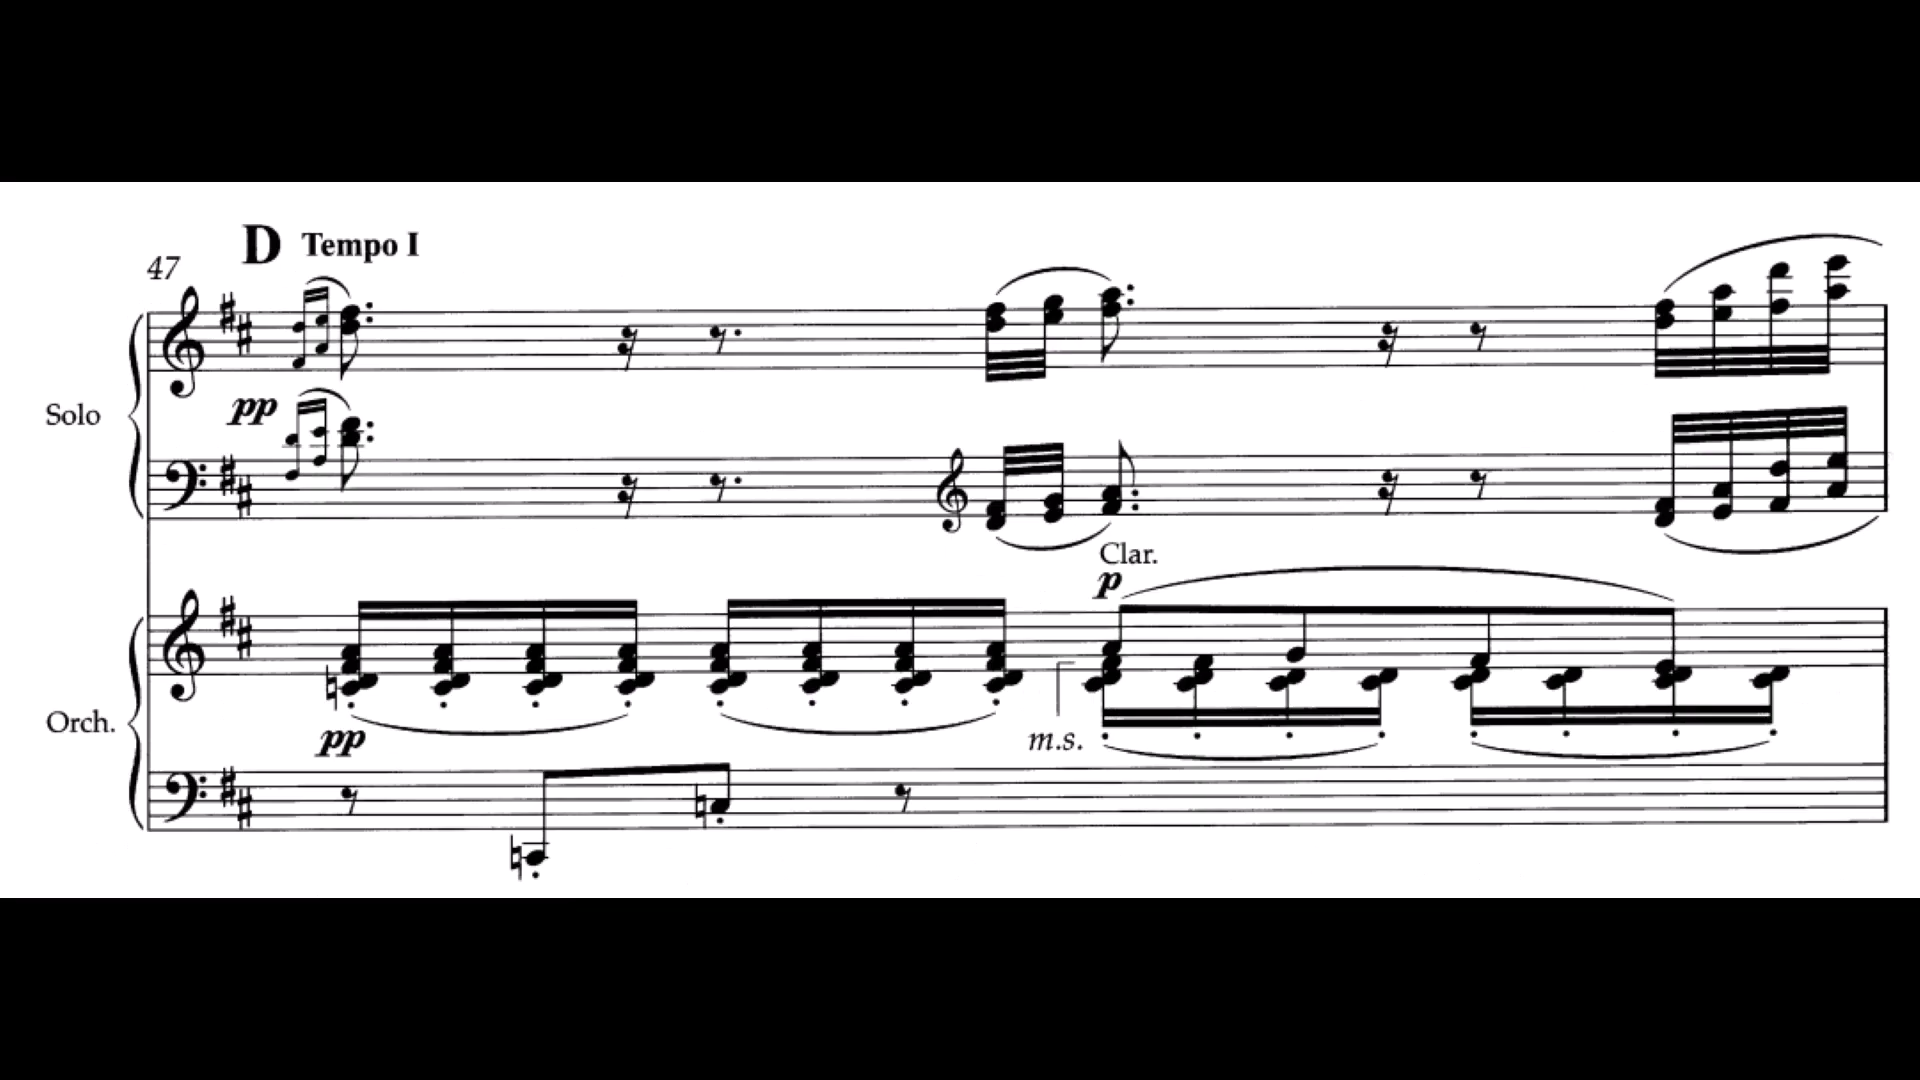 D Tempo I
47
pp
Solo
Clar.
p
Orch.
pp
m.s.